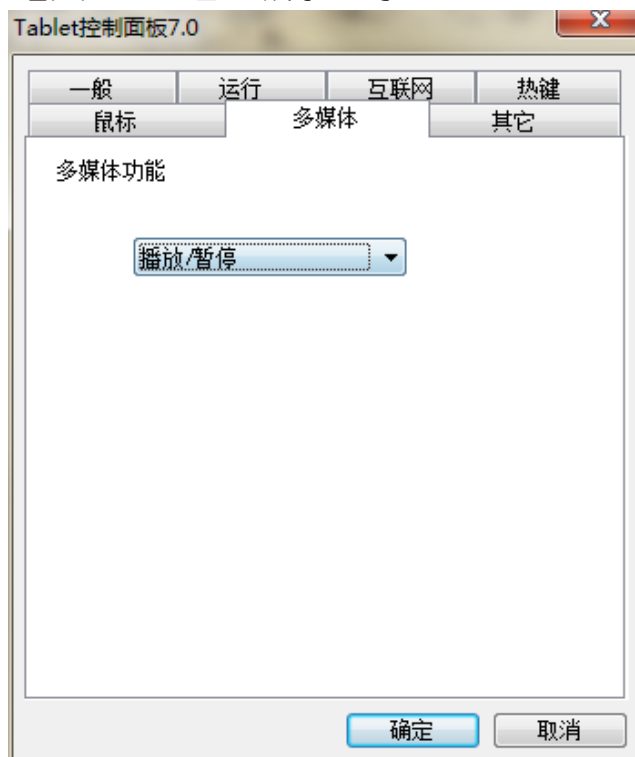 Tablet控制面板7.0
一般 运行 互联网 热健
鼠标 多媒体 其它
多媒体功能
播放/暂停
确定 取消